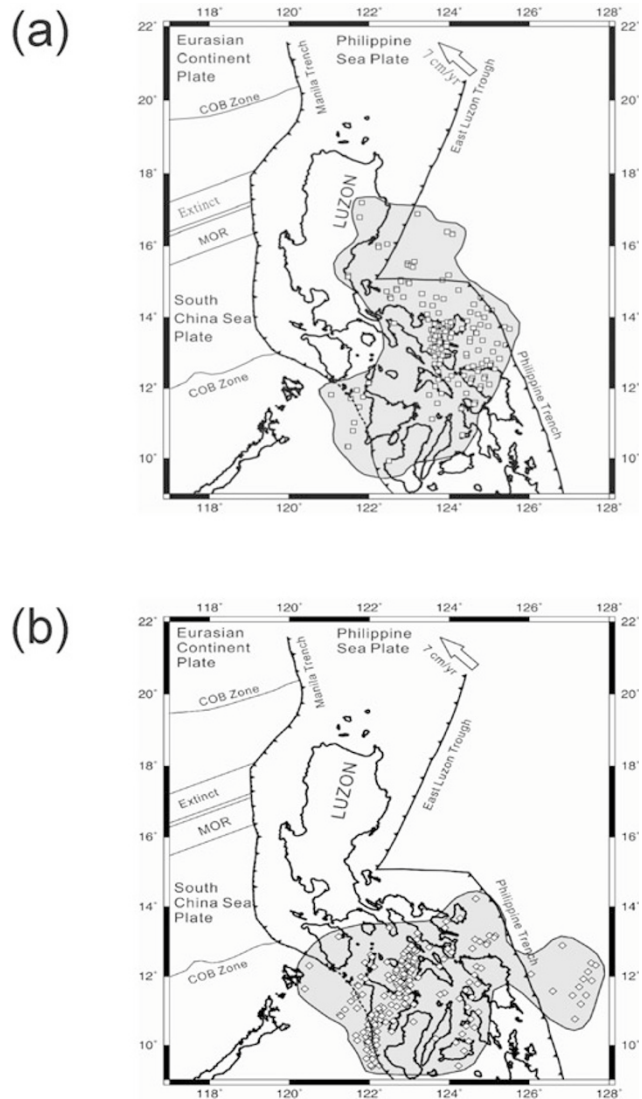 (a)
118˚ 120˚ 122˚ 124˚ 126˚ 128˚
22˚ 22˚
Eurasian
Continent
Plate
Philippine
Sea Plate
7 cm/yr
Manila Trench
COB Zone
East Luzon Trough
20˚ 20˚
18˚ 18˚
LUZON
Extinct
MOR
16˚ 16˚
South
China Sea
Plate
14˚ 14˚
COB Zone
12˚ 12˚
Philippine Trench
10˚ 10˚
118˚ 120˚ 122˚ 124˚ 126˚ 128˚
(b)
118˚ 120˚ 122˚ 124˚ 126˚ 128˚
22˚ 22˚
Eurasian
Continent
Plate
Philippine
Sea Plate
7 cm/yr
Manila Trench
COB Zone
East Luzon Trough
20˚ 20˚
18˚ 18˚
LUZON
Extinct
MOR
16˚ 16˚
South
China Sea
Plate
14˚ 14˚
Philippine Trench
COB Zone
12˚ 12˚
10˚ 10˚
118˚ 120˚ 122˚ 124˚ 126˚ 128˚